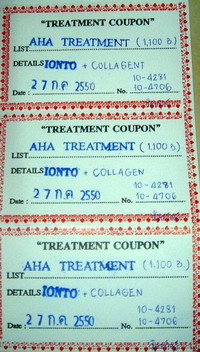 "TREATMENT COUPON"
LIST AHA TREATMENT (1,100 ฿.)
DETAILS IONTO + COLLAGENT
10-4281
Date : 27 ก.ค 2550 No. 10-4706
"TREATMENT COUPON"
LIST AHA TREATMENT (1,100 ฿.)
DETAILS IONTO + COLLAGEN
10-4281
Date : 27 ก.ค 2550 No. 10-4706
"TREATMENT COUPON"
LIST AHA TREATMENT (1,100 ฿.)
DETAILS IONTO + COLLAGEN
10-4281
Date : 27 ก.ค 2550 No. 10-4706